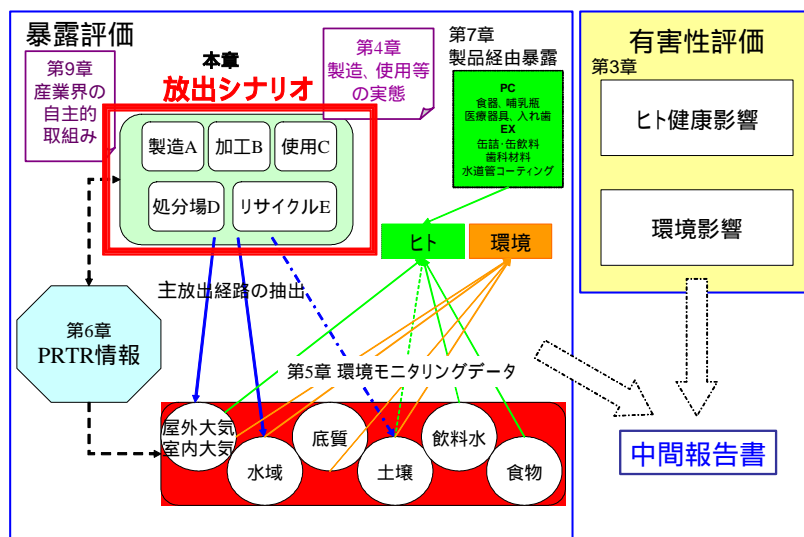 暴露評価
第9章
産業界の
自主的
取組み
本章
放出シナリオ
第4章
製造、使用等
の実態
第7章
製品経由暴露
PC
食器、哺乳瓶
医療器具、入れ歯
EX
缶詰・缶飲料
歯科材料
水道管コーティング
製造A
加工B
使用C
処分場D
リサイクルE
ヒト
環境
主放出経路の抽出
第6章
PRTR情報
第5章 環境モニタリングデータ
屋外大気
室内大気
水域
底質
土壌
飲料水
食物
有害性評価
第3章
ヒト健康影響
環境影響
中間報告書